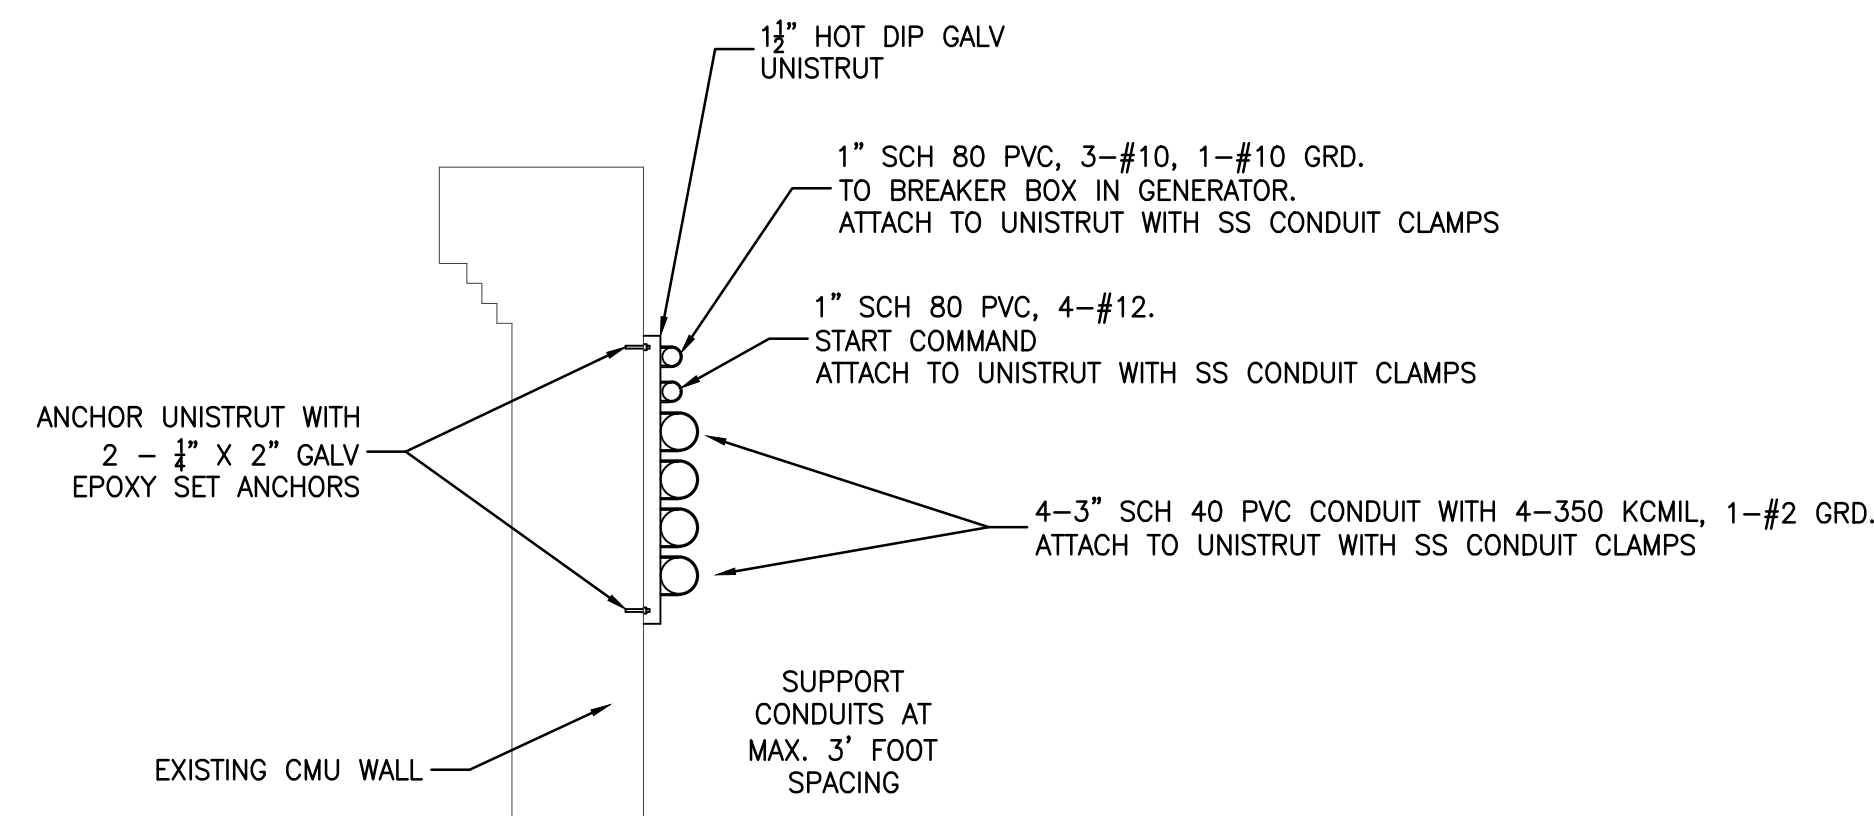 1½" HOT DIP GALV
UNISTRUT
1" SCH 80 PVC, 3-#10, 1-#10 GRD.
TO BREAKER BOX IN GENERATOR.
ATTACH TO UNISTRUT WITH SS CONDUIT CLAMPS
1" SCH 80 PVC, 4-#12.
START COMMAND
ATTACH TO UNISTRUT WITH SS CONDUIT CLAMPS
ANCHOR UNISTRUT WITH
2 - ¼" X 2" GALV
EPOXY SET ANCHORS
4-3" SCH 40 PVC CONDUIT WITH 4-350 KCMIL, 1-#2 GRD.
ATTACH TO UNISTRUT WITH SS CONDUIT CLAMPS
SUPPORT
CONDUITS AT
MAX. 3' FOOT
SPACING
EXISTING CMU WALL